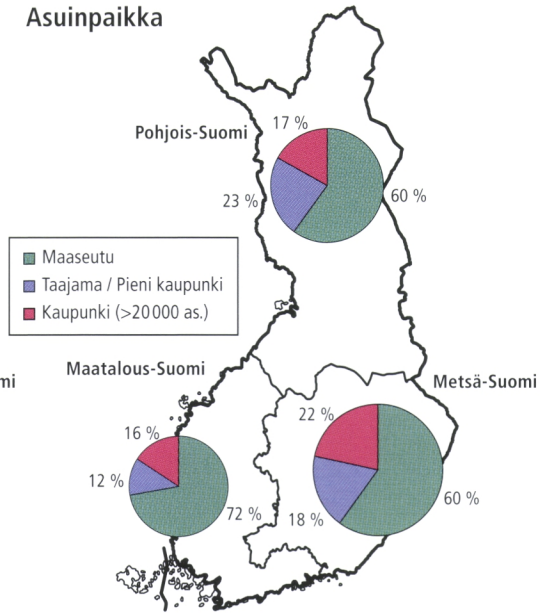 Asuinpaikka
Pohjois-Suomi
17 %
23 %
60 %
Maaseutu
Taajama / Pieni kaupunki
Kaupunki (>20 000 as.)
mi
Maatalous-Suomi
16 %
12 %
72 %
Metsä-Suomi
22 %
18 %
60 %